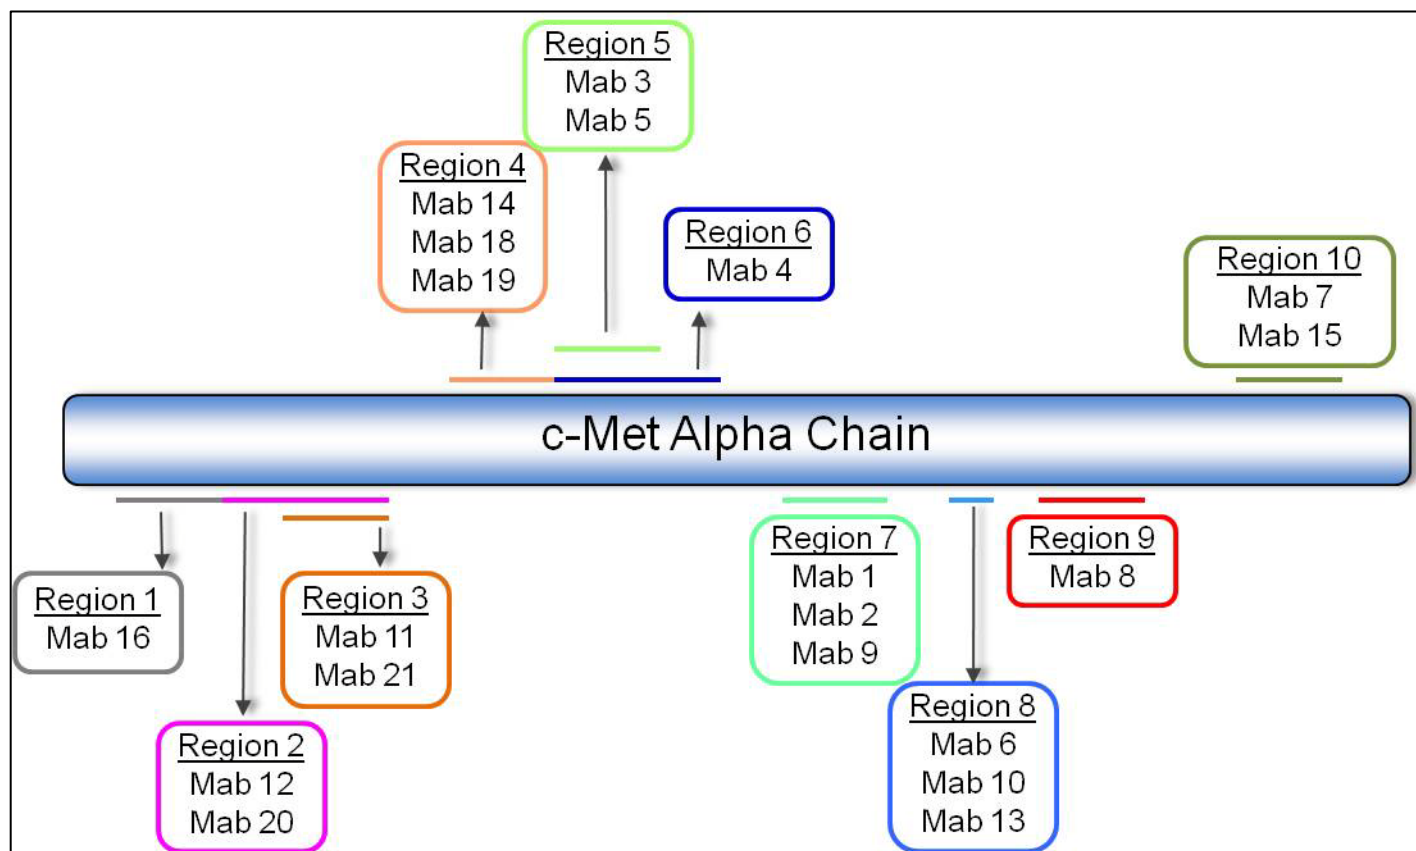 Region 5
Mab 3
Mab 5
Region 4
Mab 14
Mab 18
Mab 19
Region 6
Mab 4
Region 10
Mab 7
Mab 15
c-Met Alpha Chain
Region 1
Mab 16
Region 2
Mab 12
Mab 20
Region 3
Mab 11
Mab 21
Region 7
Mab 1
Mab 2
Mab 9
Region 8
Mab 6
Mab 10
Mab 13
Region 9
Mab 8